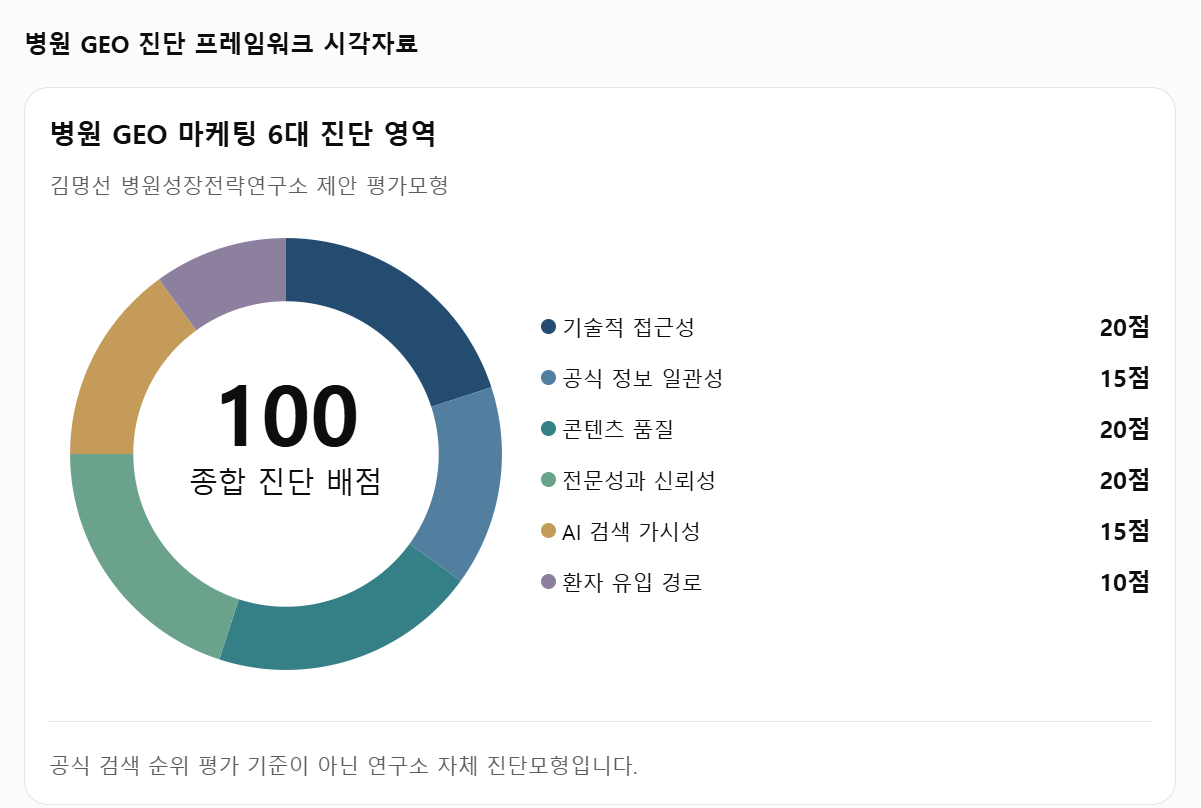 병원 GEO 진단 프레임워크 시각자료
병원 GEO 마케팅 6대 진단 영역
김명선 병원성장전략연구소 제안 평가모형
100
종합 진단 배점
기술적 접근성 20점
공식 정보 일관성 15점
콘텐츠 품질 20점
전문성과 신뢰성 20점
AI 검색 가시성 15점
환자 유입 경로 10점
공식 검색 순위 평가 기준이 아닌 연구소 자체 진단모형입니다.